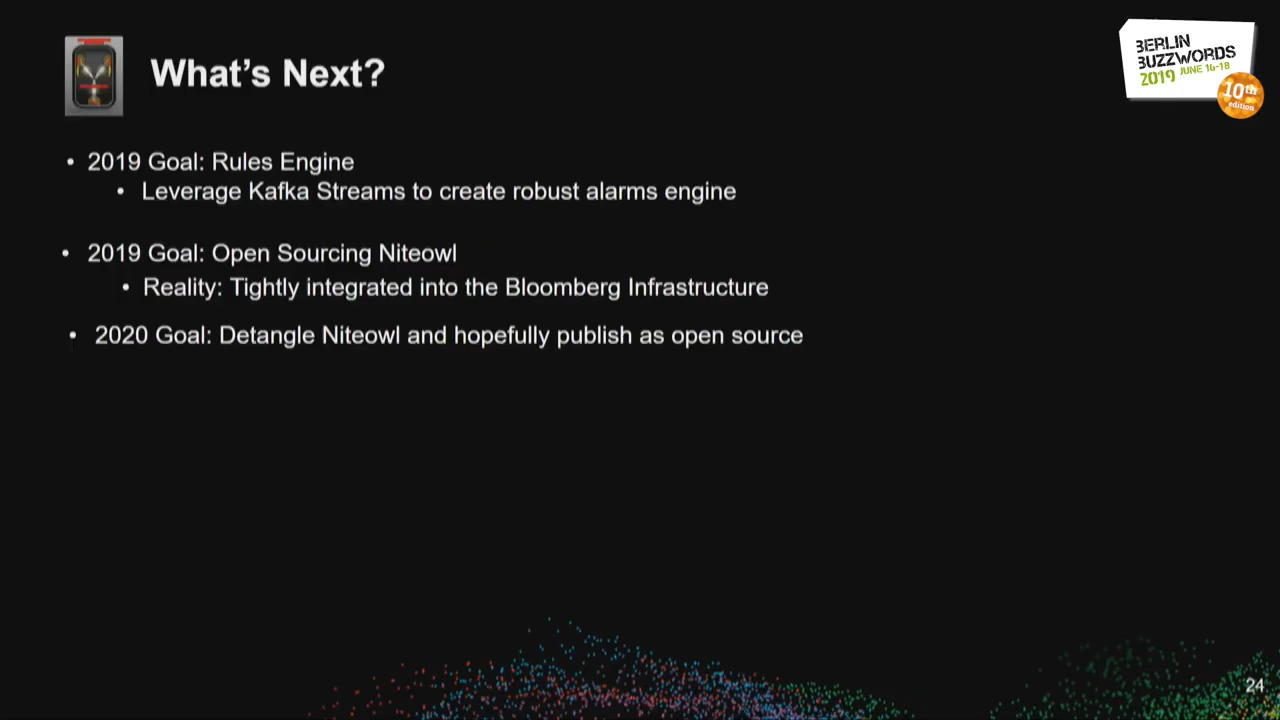 What's Next?
BERLIN
BUZZWORDS
2019 JUNE 16-18
10th
edition
• 2019 Goal: Rules Engine
• Leverage Kafka Streams to create robust alarms engine
• 2019 Goal: Open Sourcing Niteowl
• Reality: Tightly integrated into the Bloomberg Infrastructure
• 2020 Goal: Detangle Niteowl and hopefully publish as open source
24